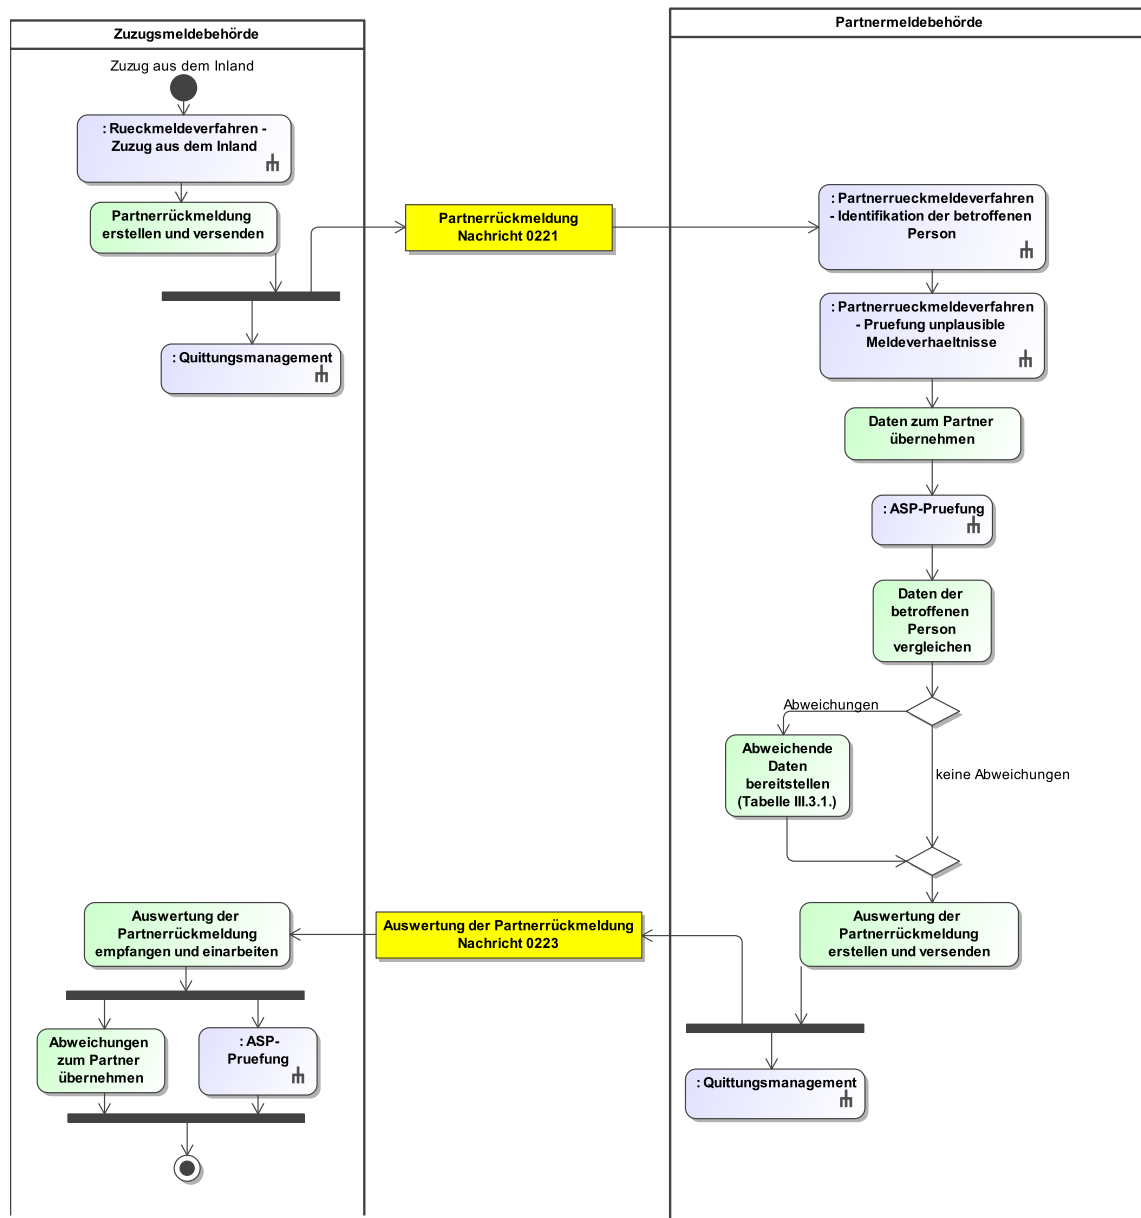 Zuzugsmeldebehörde
Partnermeldebehörde
Zuzug aus dem Inland
: Rueckmeldeverfahren -
Zuzug aus dem Inland
Partnerrückmeldung
erstellen und versenden
: Quittungsmanagement
Partnerrückmeldung
Nachricht 0221
: Partnerrueckmeldeverfahren
- Identifikation der betroffenen
Person
: Partnerrueckmeldeverfahren
- Pruefung unplausible
Meldeverhaeltnisse
Daten zum Partner
übernehmen
: ASP-Pruefung
Daten der
betroffenen
Person
vergleichen
Abweichungen
Abweichende
Daten
bereitstellen
(Tabelle III.3.1.)
keine Abweichungen
Auswertung der
Partnerrückmeldung
erstellen und versenden
: Quittungsmanagement
Auswertung der Partnerrückmeldung
Nachricht 0223
Auswertung der
Partnerrückmeldung
empfangen und einarbeiten
Abweichungen
zum Partner
übernehmen
: ASP-
Pruefung